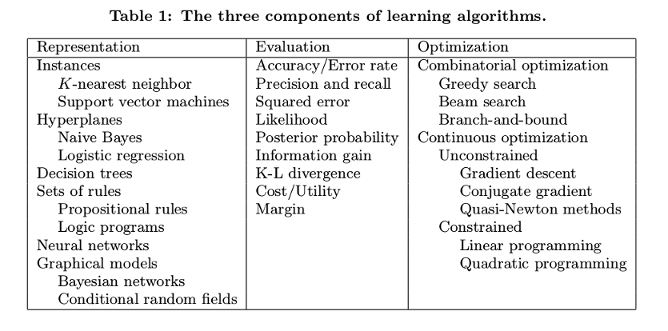 Table 1: The three components of learning algorithms.
Representation Evaluation Optimization
Instances Accuracy/Error rate Combinatorial optimization
K-nearest neighbor Precision and recall Greedy search
Support vector machines Squared error Beam search
Hyperplanes Likelihood Branch-and-bound
Naive Bayes Posterior probability Continuous optimization
Logistic regression Information gain Unconstrained
Decision trees K-L divergence Gradient descent
Sets of rules Cost/Utility Conjugate gradient
Propositional rules Margin Quasi-Newton methods
Logic programs Constrained
Neural networks Linear programming
Graphical models Quadratic programming
Bayesian networks
Conditional random fields